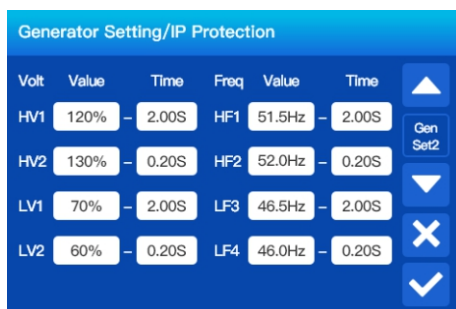 Generator Setting/IP Protection
Volt Value Time Freq Value Time
HV1 120% – 2.00S HF1 51.5Hz – 2.00S
Gen
Set2
HV2 130% – 0.20S HF2 52.0Hz – 0.20S
LV1 70% – 2.00S LF3 46.5Hz – 2.00S
LV2 60% – 0.20S LF4 46.0Hz – 0.20S